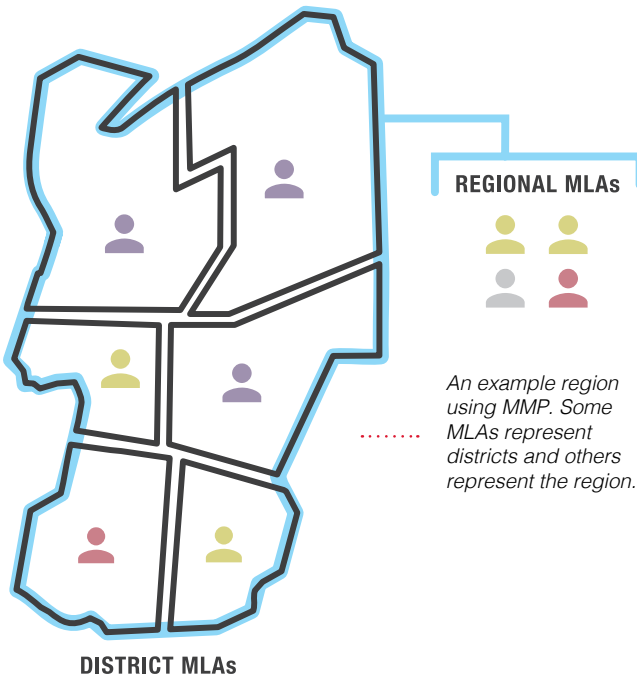 REGIONAL MLAs
An example region
using MMP. Some
MLAs represent
districts and others
represent the region.
DISTRICT MLAs